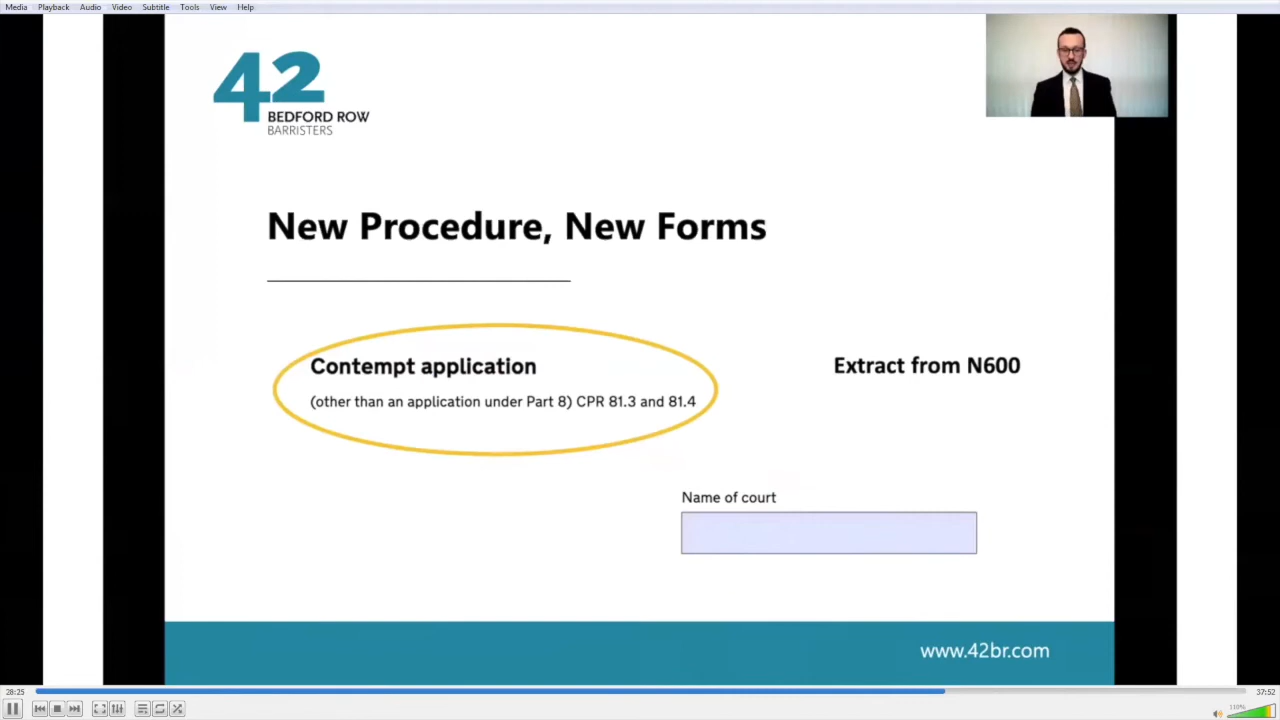 Media Playback Audio Video Subtitle Tools View Help
42
BEDFORD ROW
BARRISTERS
New Procedure, New Forms
Contempt application
(other than an application under Part 8) CPR 81.3 and 81.4
Extract from N600
Name of court
www.42br.com
28:25
37:52
110%